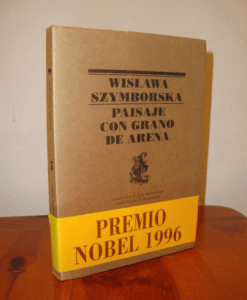 WISŁAWA
SZYMBORSKA
PAISAJE
CON GRANO
DE ARENA
PREMIO
NOBEL 1996